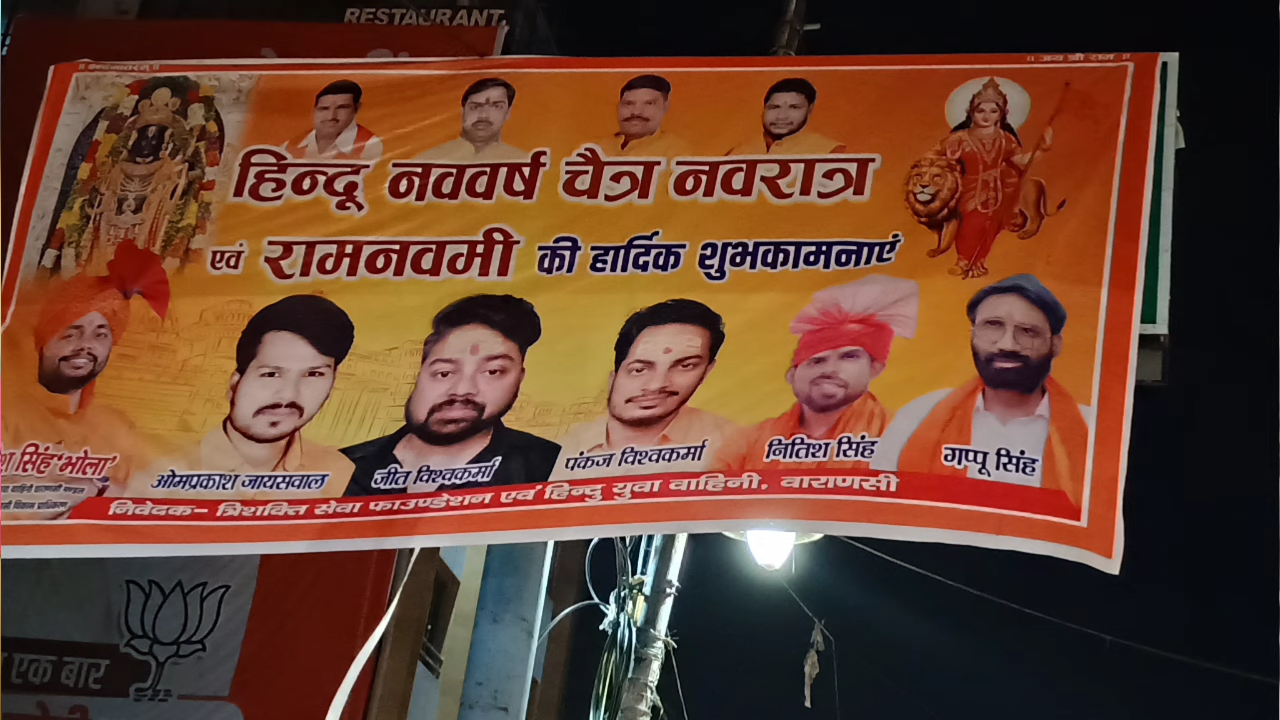 RESTAURANT
॥ जय श्री राम ॥
हिन्दू नववर्ष चैत्र नवरात्र
एवं रामनवमी की हार्दिक शुभकामनाएं
सिंह 'भोला'
ओमप्रकाश जायसवाल
जीत विश्वकर्मा
पंकज विश्वकर्मा
नितिश सिंह
गप्पू सिंह
निवेदक- त्रिशक्ति सेवा फाउण्डेशन एवं हिन्दु युवा वाहिनी, वाराणसी
एक बार